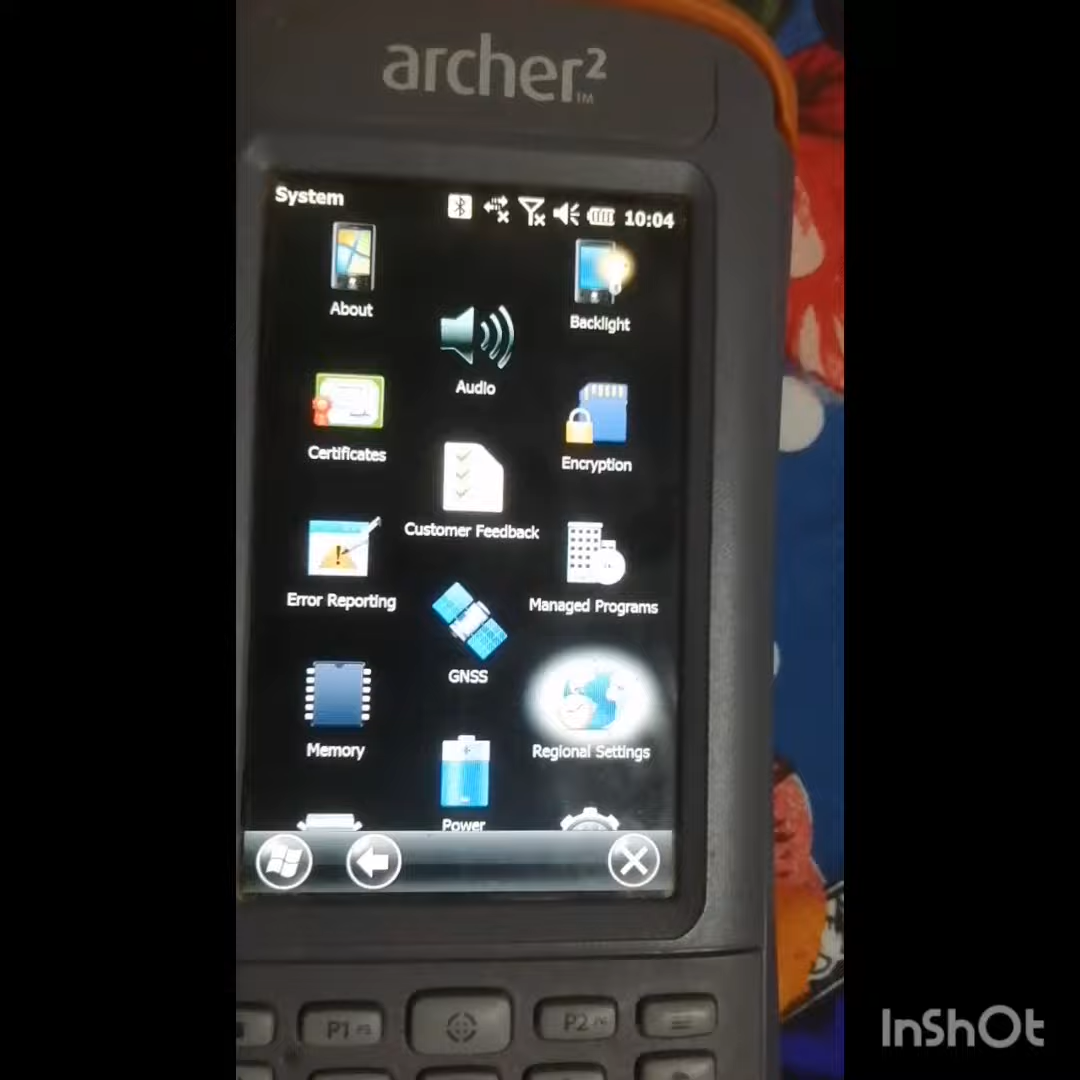 archer²
TM
System
10:04
About
Backlight
Audio
Certificates
Encryption
Customer Feedback
Error Reporting
Managed Programs
GNSS
Memory
Regional Settings
Power
P1
P2
InShOt